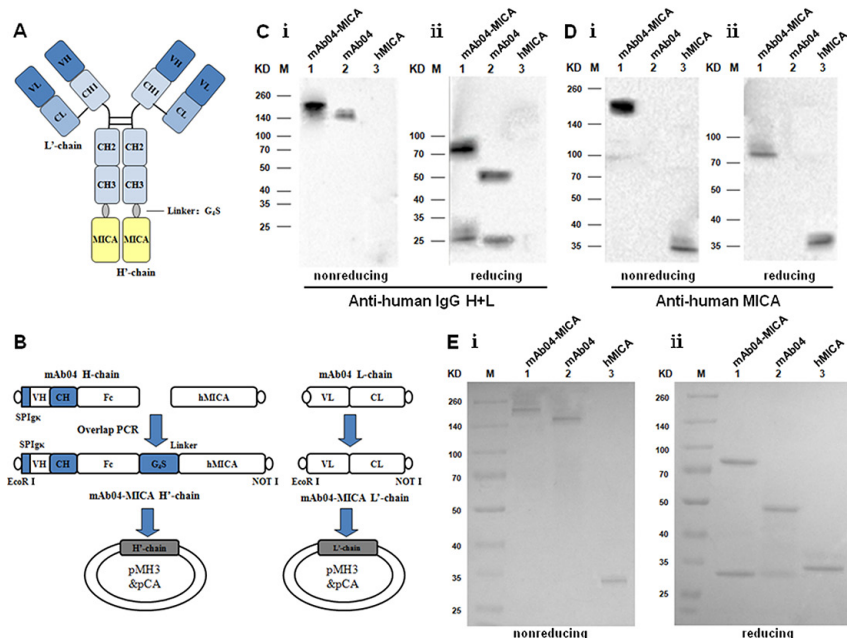 A
VH
VH
VL
CH1
CH1
VL
CL
CL
L'-chain
CH2
CH2
CH3
CH3
Linker: G₄S
MICA
MICA
H'-chain
B
mAb04 H-chain
mAb04 L-chain
VH
CH
Fc
hMICA
VL
CL
SPIgκ
Overlap PCR
SPIgκ
Linker
VH
CH
Fc
G₄S
hMICA
VL
CL
EcoR I
NOT I
EcoR I
NOT I
mAb04-MICA H'-chain
mAb04-MICA L'-chain
H'-chain
L'-chain
pMH3
&pCA
pMH3
&pCA
C
i
mAb04-MICA
mAb04
hMICA
KD
M
1
2
3
260
140
100
70
50
40
35
25
nonreducing
ii
mAb04-MICA
mAb04
hMICA
KD
M
1
2
3
260
140
100
70
50
40
35
25
reducing
Anti-human IgG H+L
D
i
mAb04-MICA
mAb04
hMICA
KD
M
1
2
3
260
140
100
70
50
40
35
nonreducing
ii
mAb04-MICA
mAb04
hMICA
KD
M
1
2
3
100
70
50
40
35
25
reducing
Anti-human MICA
E
i
mAb04-MICA
mAb04
hMICA
KD
M
1
2
3
260
140
100
70
50
40
35
25
nonreducing
ii
mAb04-MICA
mAb04
hMICA
KD
M
1
2
3
260
140
100
70
50
40
35
25
reducing